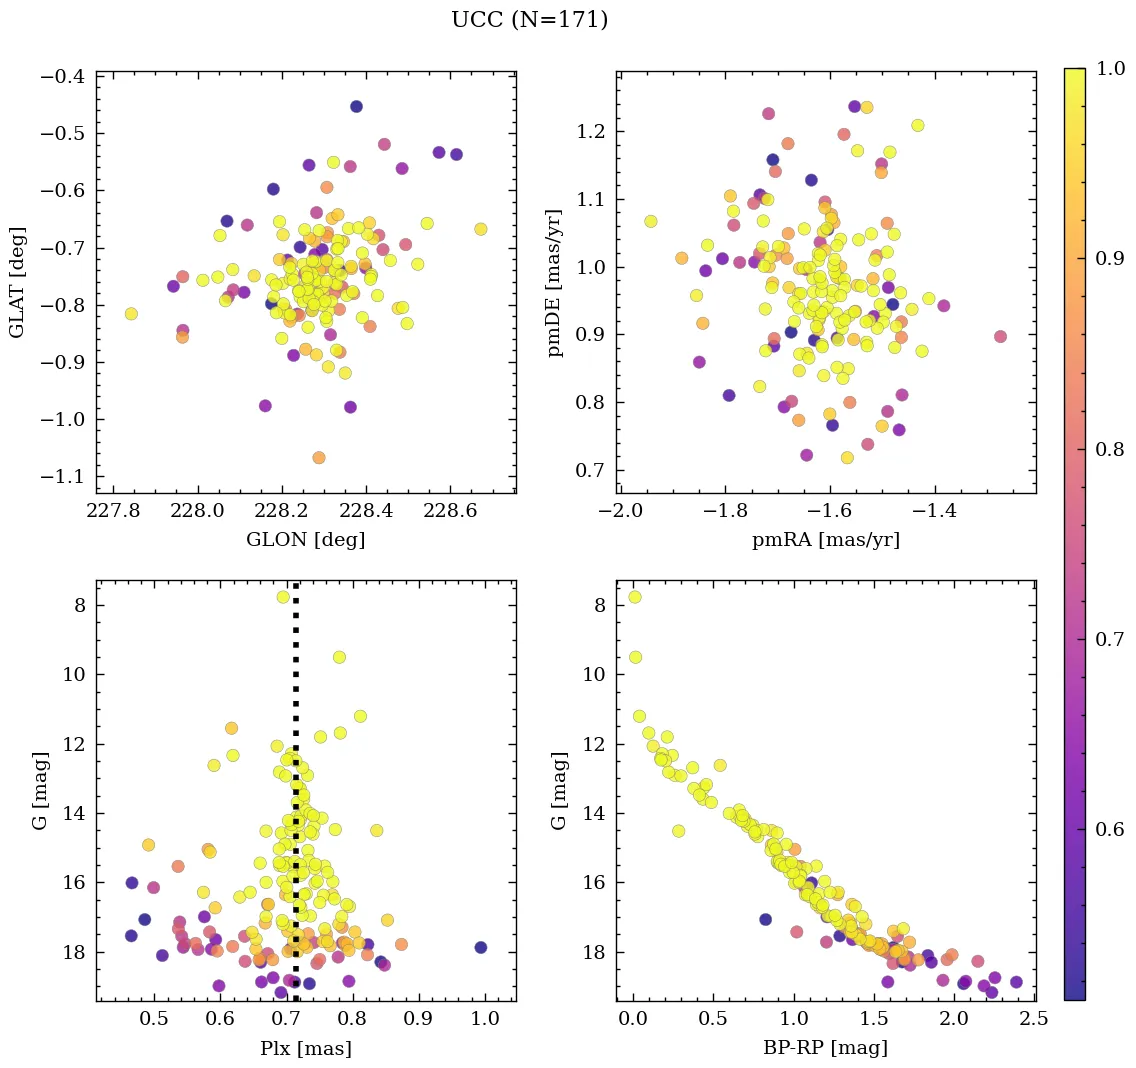 UCC (N=171)
−0.4
−0.5
−0.6
−0.7
−0.8
−0.9
−1.0
−1.1
GLAT [deg]
227.8 228.0 228.2 228.4 228.6
GLON [deg]
1.2
1.1
1.0
0.9
0.8
0.7
pmDE [mas/yr]
−2.0 −1.8 −1.6 −1.4
pmRA [mas/yr]
1.0
0.9
0.8
0.7
0.6
8
10
12
14
16
18
G [mag]
0.5 0.6 0.7 0.8 0.9 1.0
Plx [mas]
8
10
12
14
16
18
G [mag]
0.0 0.5 1.0 1.5 2.0 2.5
BP-RP [mag]